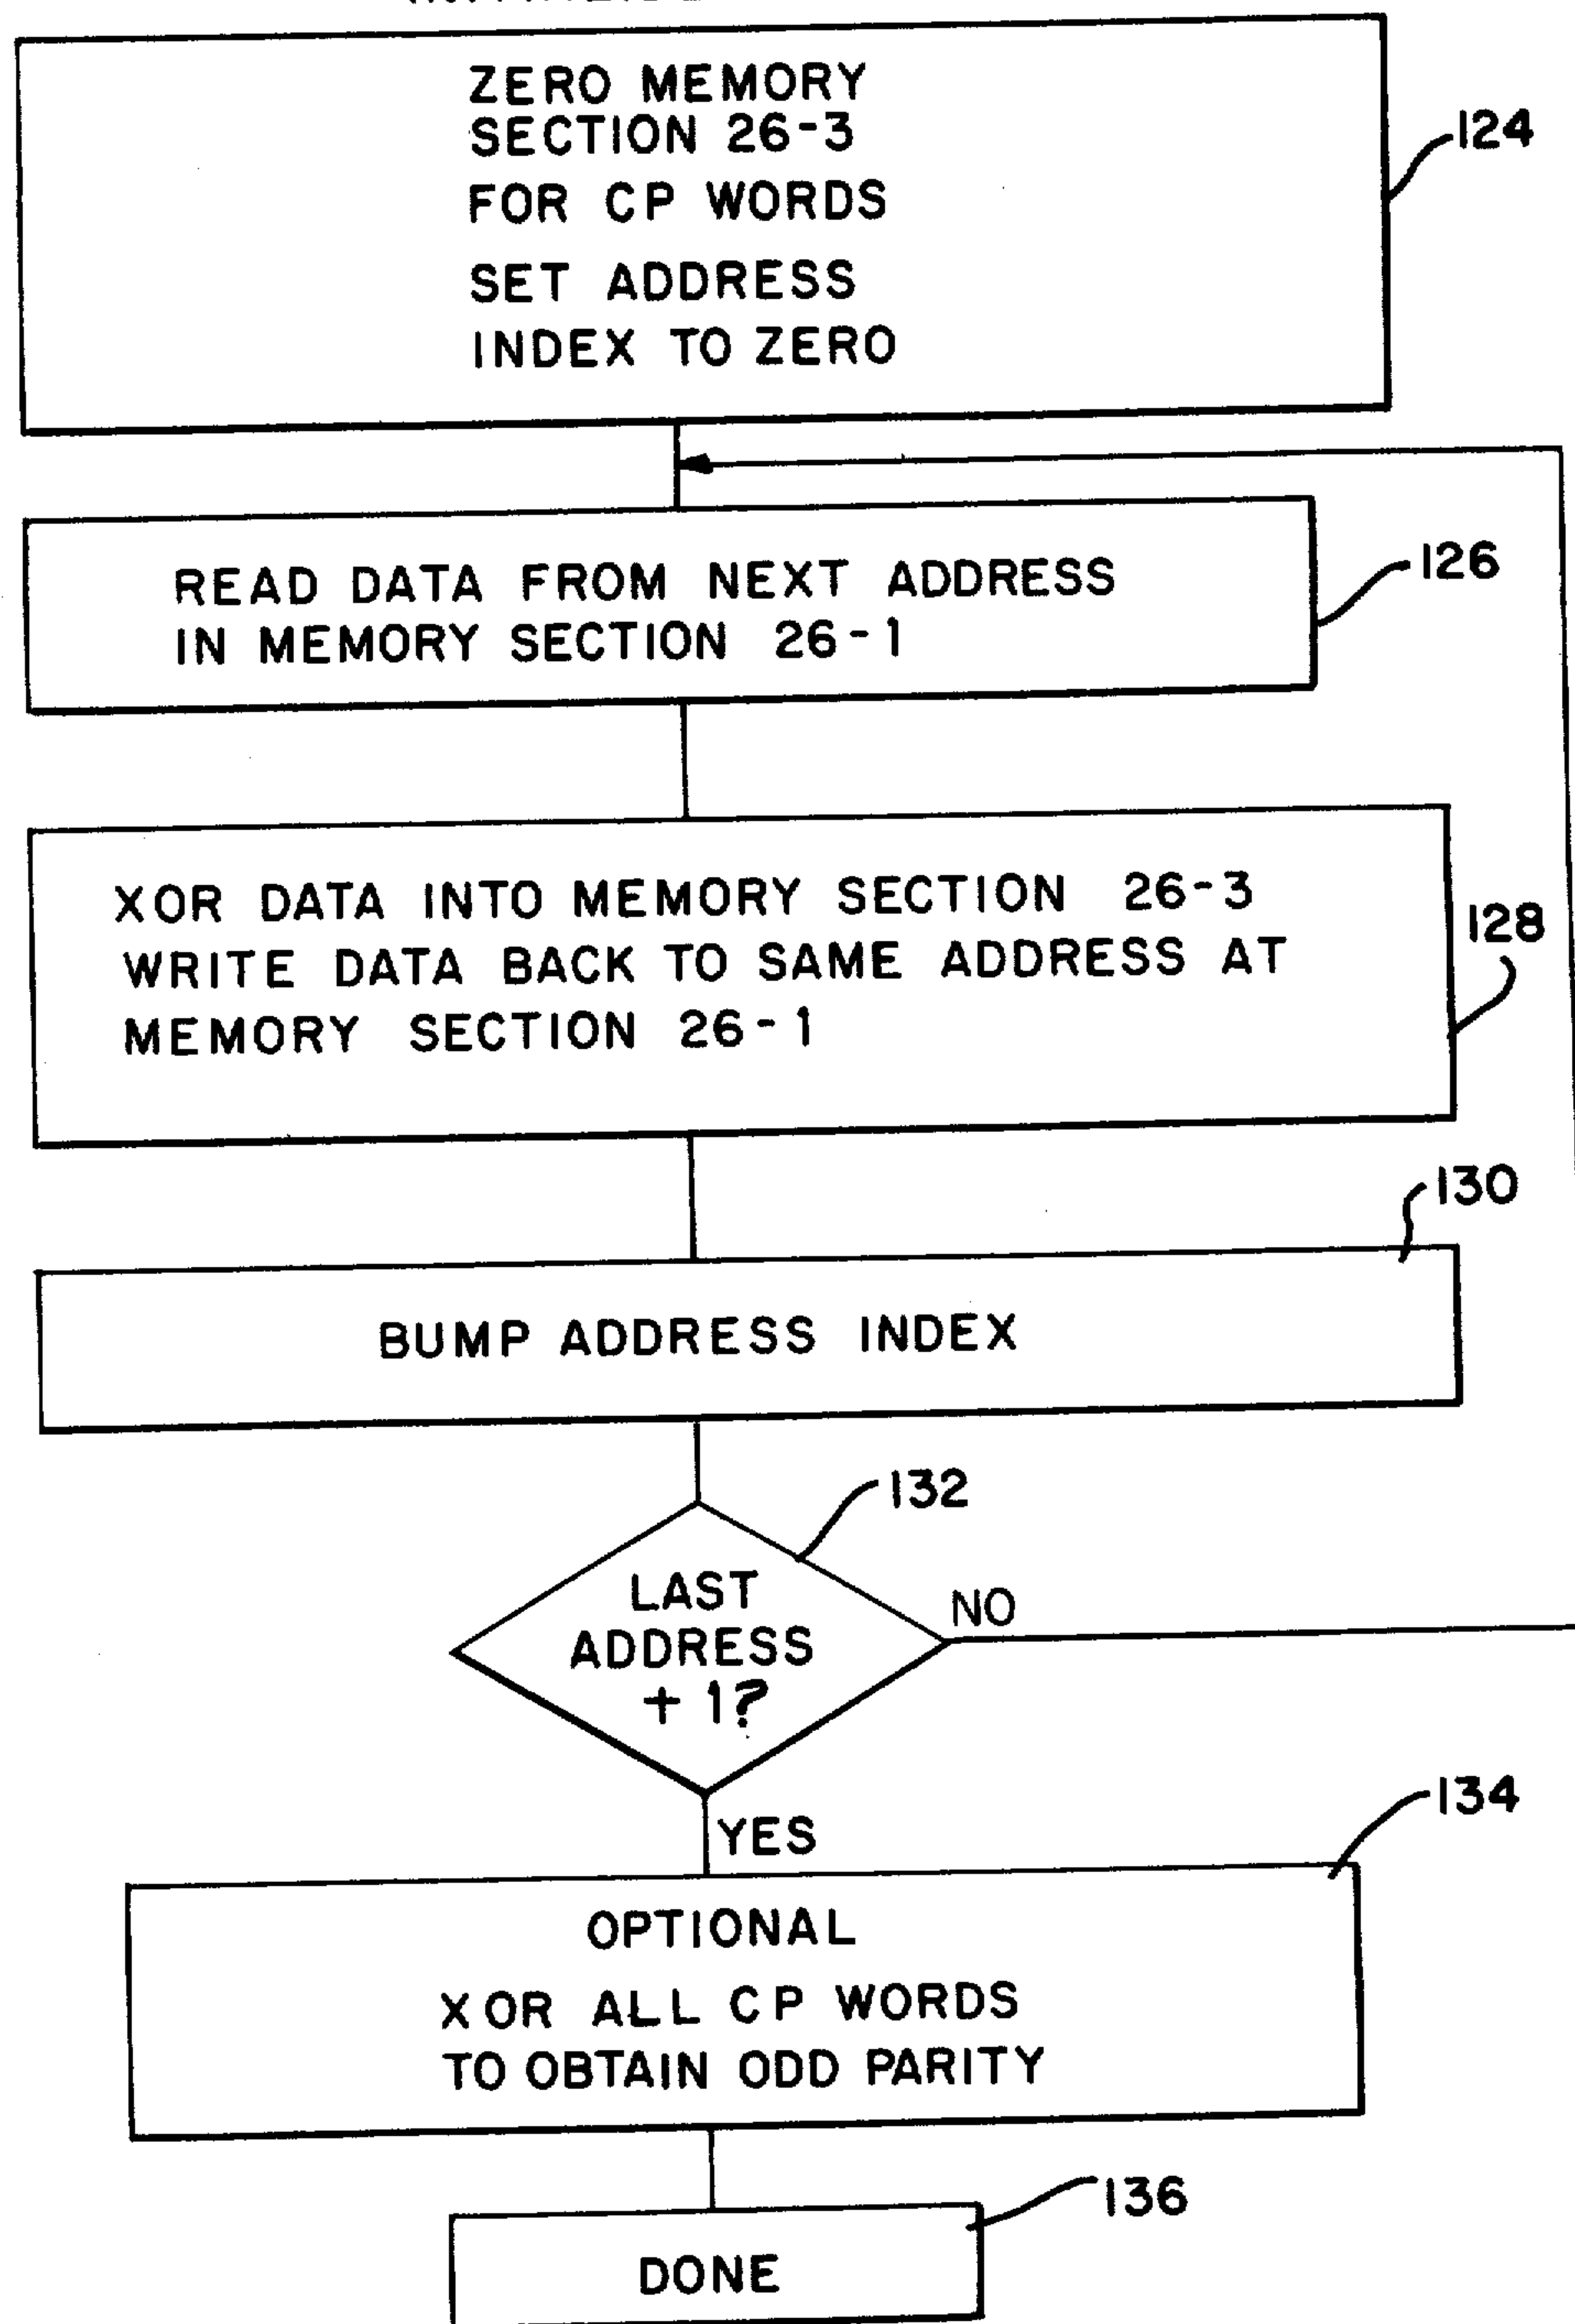 ZERO MEMORY
SECTION 26-3
FOR CP WORDS
SET ADDRESS
INDEX TO ZERO
124
READ DATA FROM NEXT ADDRESS
IN MEMORY SECTION 26-1
126
XOR DATA INTO MEMORY SECTION 26-3
WRITE DATA BACK TO SAME ADDRESS AT
MEMORY SECTION 26-1
128
130
BUMP ADDRESS INDEX
132
LAST
ADDRESS
+ 1?
NO
YES
134
OPTIONAL
XOR ALL CP WORDS
TO OBTAIN ODD PARITY
136
DONE